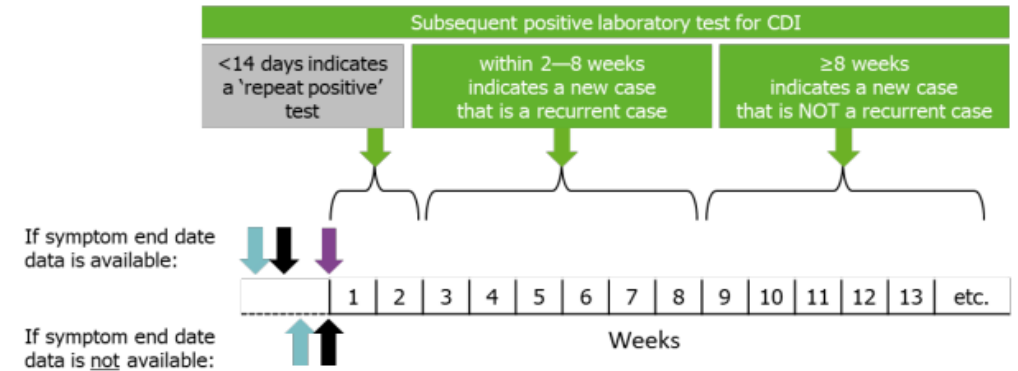 Subsequent positive laboratory test for CDI
<14 days indicates
a ‘repeat positive’
test
within 2—8 weeks
indicates a new case
that is a recurrent case
≥8 weeks
indicates a new case
that is NOT a recurrent case
If symptom end date
data is available:
1 2 3 4 5 6 7 8 9 10 11 12 13 etc.
Weeks
If symptom end date
data is not available: